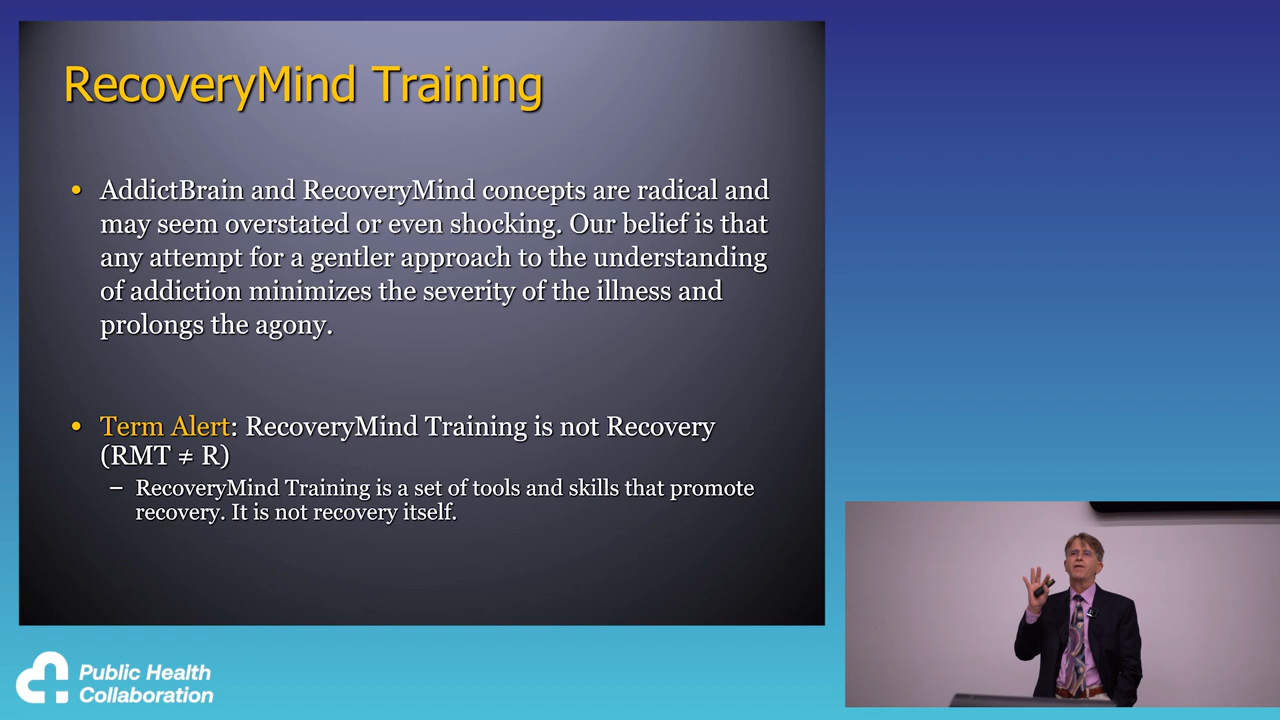 RecoveryMind Training
• AddictBrain and RecoveryMind concepts are radical and
may seem overstated or even shocking. Our belief is that
any attempt for a gentler approach to the understanding
of addiction minimizes the severity of the illness and
prolongs the agony.
• Term Alert: RecoveryMind Training is not Recovery
(RMT ≠ R)
– RecoveryMind Training is a set of tools and skills that promote
recovery. It is not recovery itself.
Public Health
Collaboration